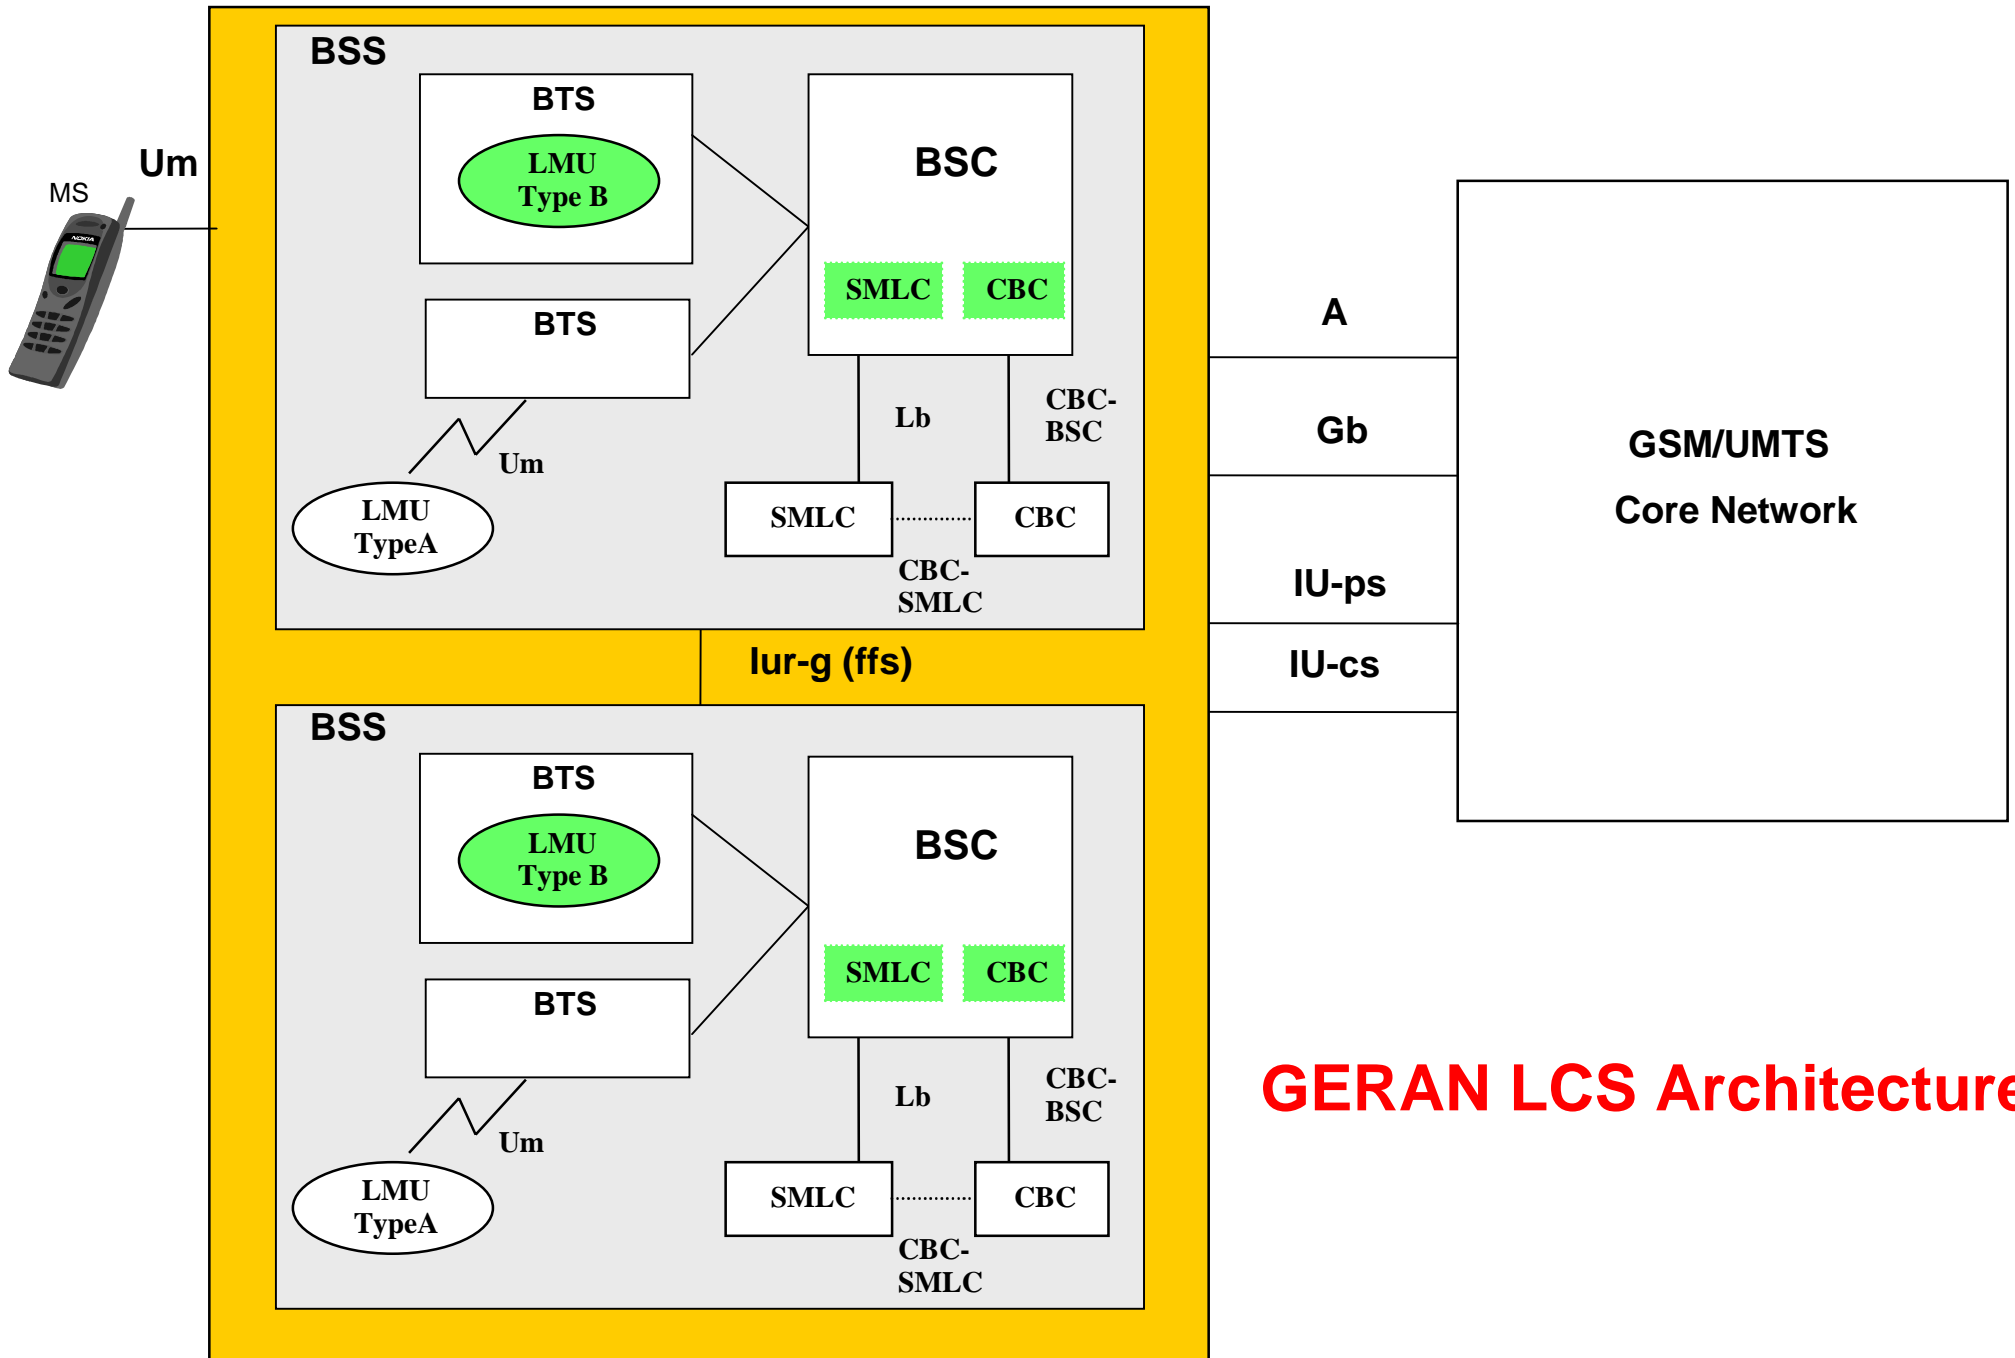 BSS
BTS
LMU
Type B
BSC
SMLC
CBC
BTS
Um
MS
NOKIA
Lb
CBC-
BSC
Um
LMU
TypeA
SMLC
CBC
CBC-
SMLC
Iur-g (ffs)
A
Gb
IU-ps
IU-cs
GSM/UMTS
Core Network
BSS
BTS
LMU
Type B
BSC
SMLC
CBC
BTS
Lb
CBC-
BSC
Um
LMU
TypeA
SMLC
CBC
CBC-
SMLC
GERAN LCS Architecture